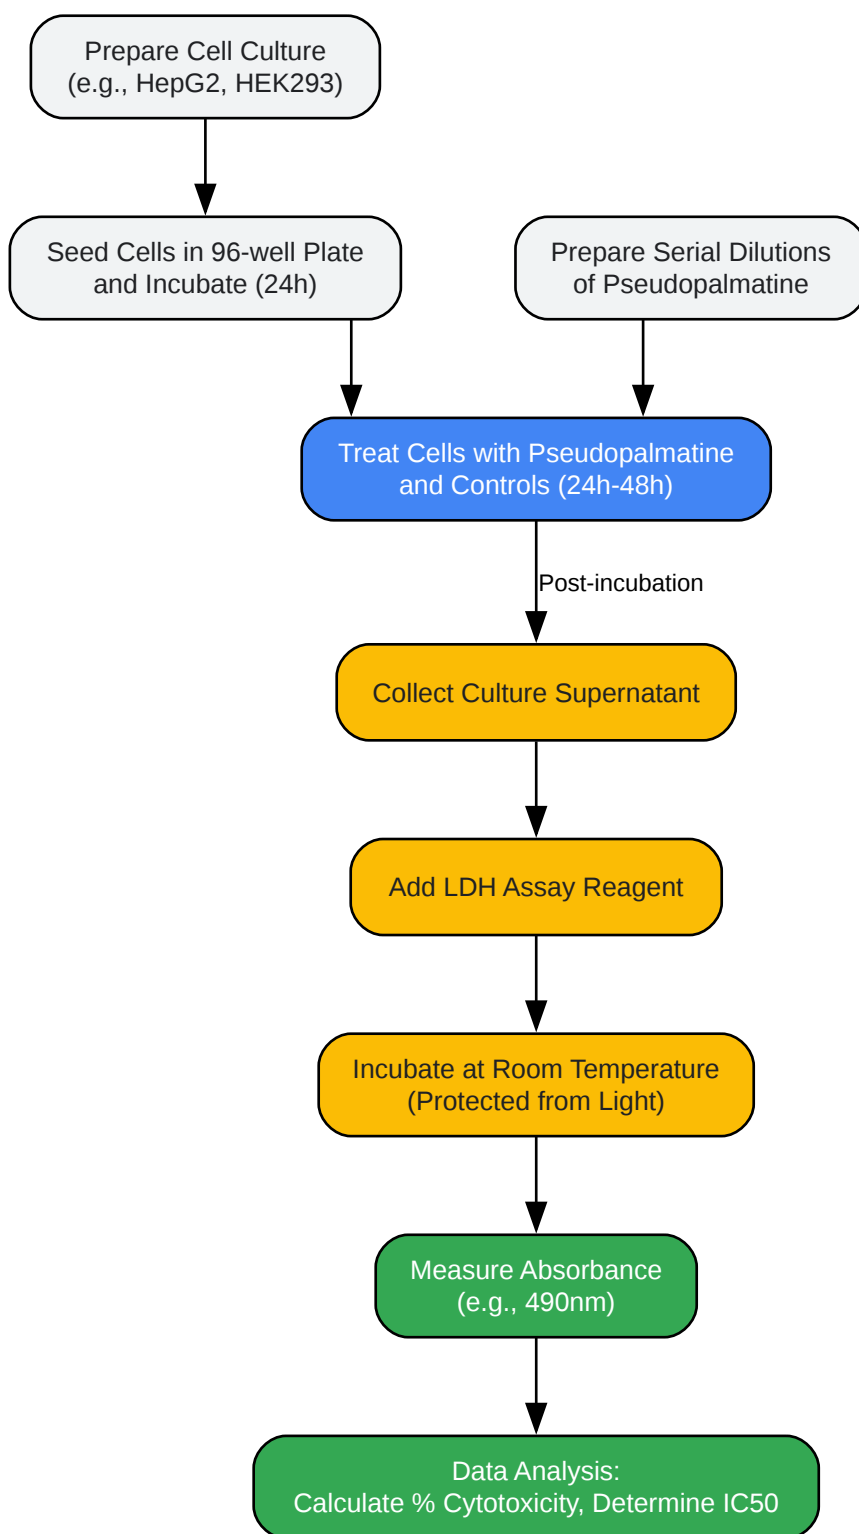 Prepare Cell Culture
(e.g., HepG2, HEK293)
Seed Cells in 96-well Plate
and Incubate (24h)
Prepare Serial Dilutions
of Pseudopalmatine
Treat Cells with Pseudopalmatine
and Controls (24h-48h)
Post-incubation
Collect Culture Supernatant
Add LDH Assay Reagent
Incubate at Room Temperature
(Protected from Light)
Measure Absorbance
(e.g., 490nm)
Data Analysis:
Calculate % Cytotoxicity, Determine IC50